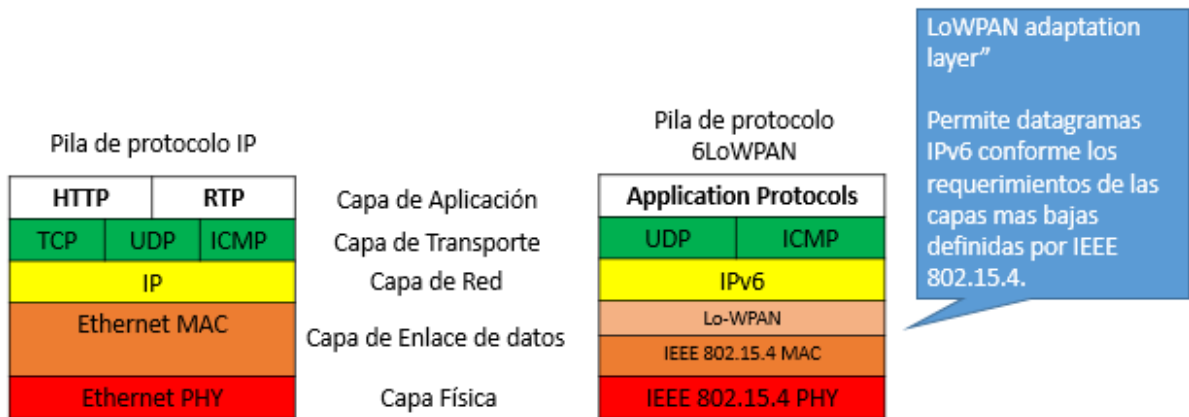 LoWPAN adaptation
layer”
Permite datagramas
IPv6 conforme los
requerimientos de las
capas mas bajas
definidas por IEEE
802.15.4.
Pila de protocolo IP
Pila de protocolo
6LoWPAN
HTTP RTP Capa de Aplicación Application Protocols
TCP UDP ICMP Capa de Transporte UDP ICMP
IP Capa de Red IPv6
Ethernet MAC Capa de Enlace de datos Lo-WPAN
IEEE 802.15.4 MAC
Ethernet PHY Capa Física IEEE 802.15.4 PHY